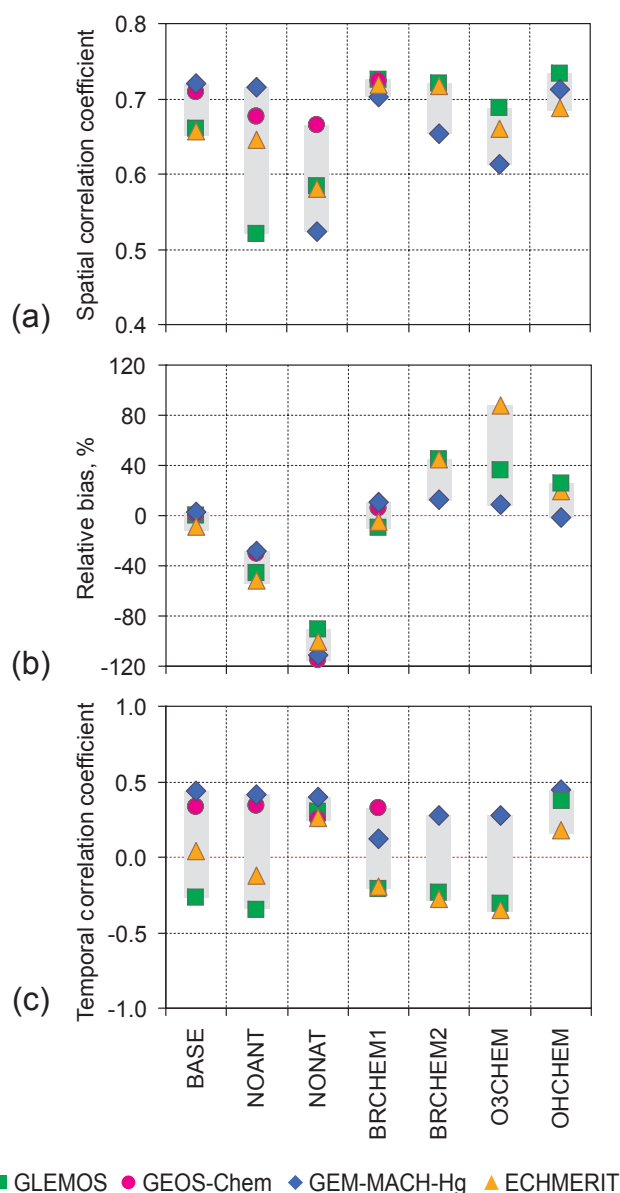 0.8
0.7
0.6
0.5
0.4
Spatial correlation coefficient
(a)
120
80
40
0
-40
-80
-120
Relative bias, %
(b)
1.0
0.5
0.0
-0.5
-1.0
Temporal correlation coefficient
(c)
BASE
NOANT
NONAT
BRCHEM1
BRCHEM2
O3CHEM
OHCHEM
GLEMOS GEOS-Chem GEM-MACH-Hg ECHMERIT